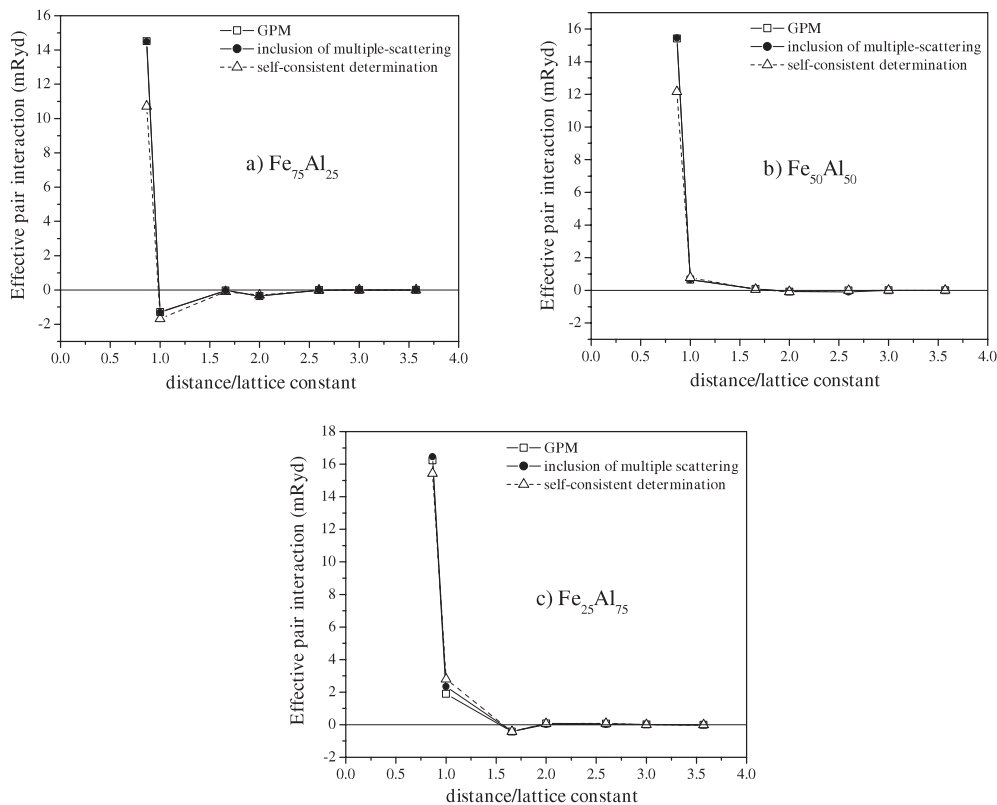 16
14
12
10
8
6
4
2
0
-2
Effective pair interaction (mRyd)
GPM
inclusion of multiple-scattering
self-consistent determination
a) Fe75Al25
0.0 0.5 1.0 1.5 2.0 2.5 3.0 3.5 4.0
distance/lattice constant
16
14
12
10
8
6
4
2
0
-2
Effective pair interaction (mRyd)
GPM
inclusion of multiple-scattering
self-consistent determination
b) Fe50Al50
0.0 0.5 1.0 1.5 2.0 2.5 3.0 3.5 4.0
distance/lattice constant
18
16
14
12
10
8
6
4
2
0
-2
Effective pair interaction (mRyd)
GPM
inclusion of multiple scattering
self-consistent determination
c) Fe25Al75
0.0 0.5 1.0 1.5 2.0 2.5 3.0 3.5 4.0
distance/lattice constant